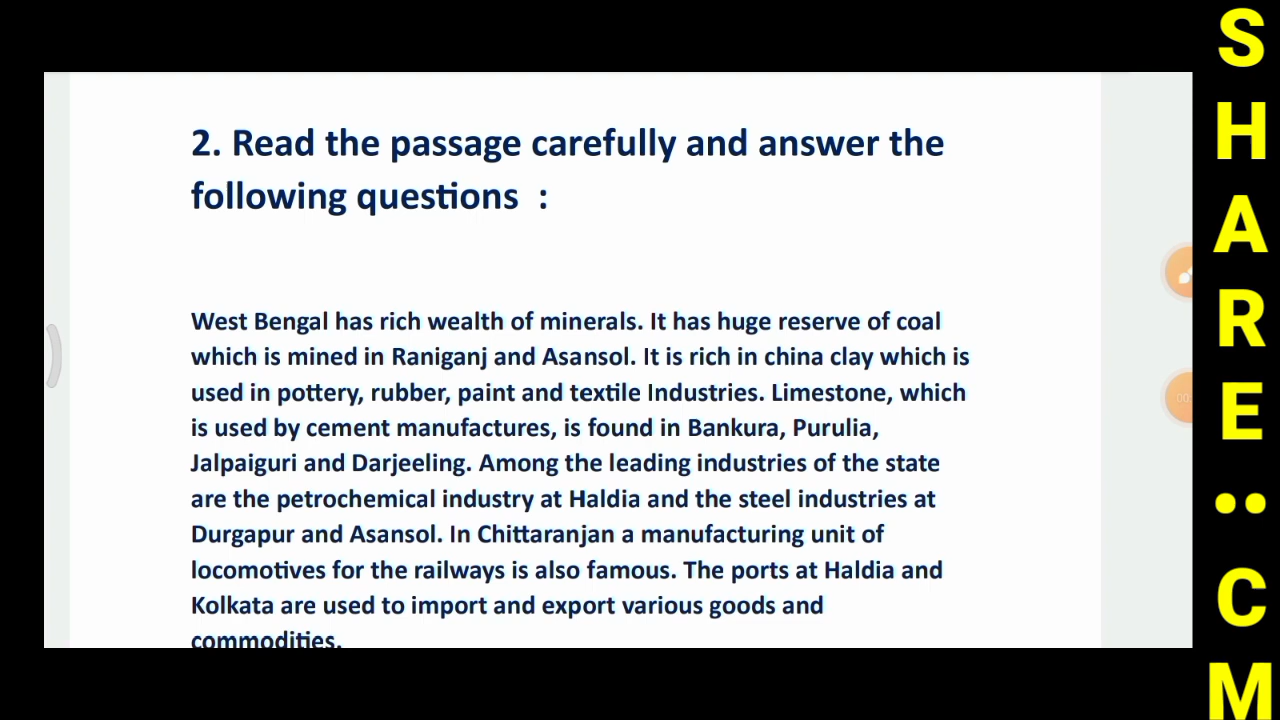 2. Read the passage carefully and answer the
following questions :
West Bengal has rich wealth of minerals. It has huge reserve of coal
which is mined in Raniganj and Asansol. It is rich in china clay which is
used in pottery, rubber, paint and textile Industries. Limestone, which
is used by cement manufactures, is found in Bankura, Purulia,
Jalpaiguri and Darjeeling. Among the leading industries of the state
are the petrochemical industry at Haldia and the steel industries at
Durgapur and Asansol. In Chittaranjan a manufacturing unit of
locomotives for the railways is also famous. The ports at Haldia and
Kolkata are used to import and export various goods and
commodities.
SHARE••CM